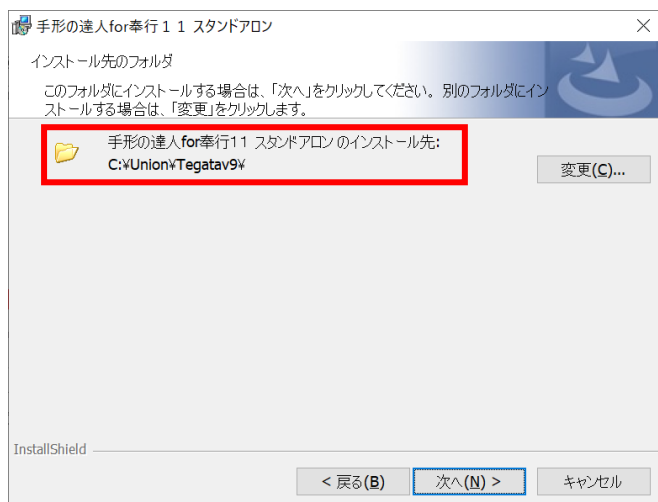 手形の達人for奉行１１ スタンドアロン
インストール先のフォルダ
このフォルダにインストールする場合は、「次へ」をクリックしてください。別のフォルダにイン
ストールする場合は、「変更」をクリックします。
手形の達人for奉行11 スタンドアロン のインストール先:
C:¥Union¥Tegatav9¥
変更(C)...
InstallShield
< 戻る(B)
次へ(N) >
キャンセル